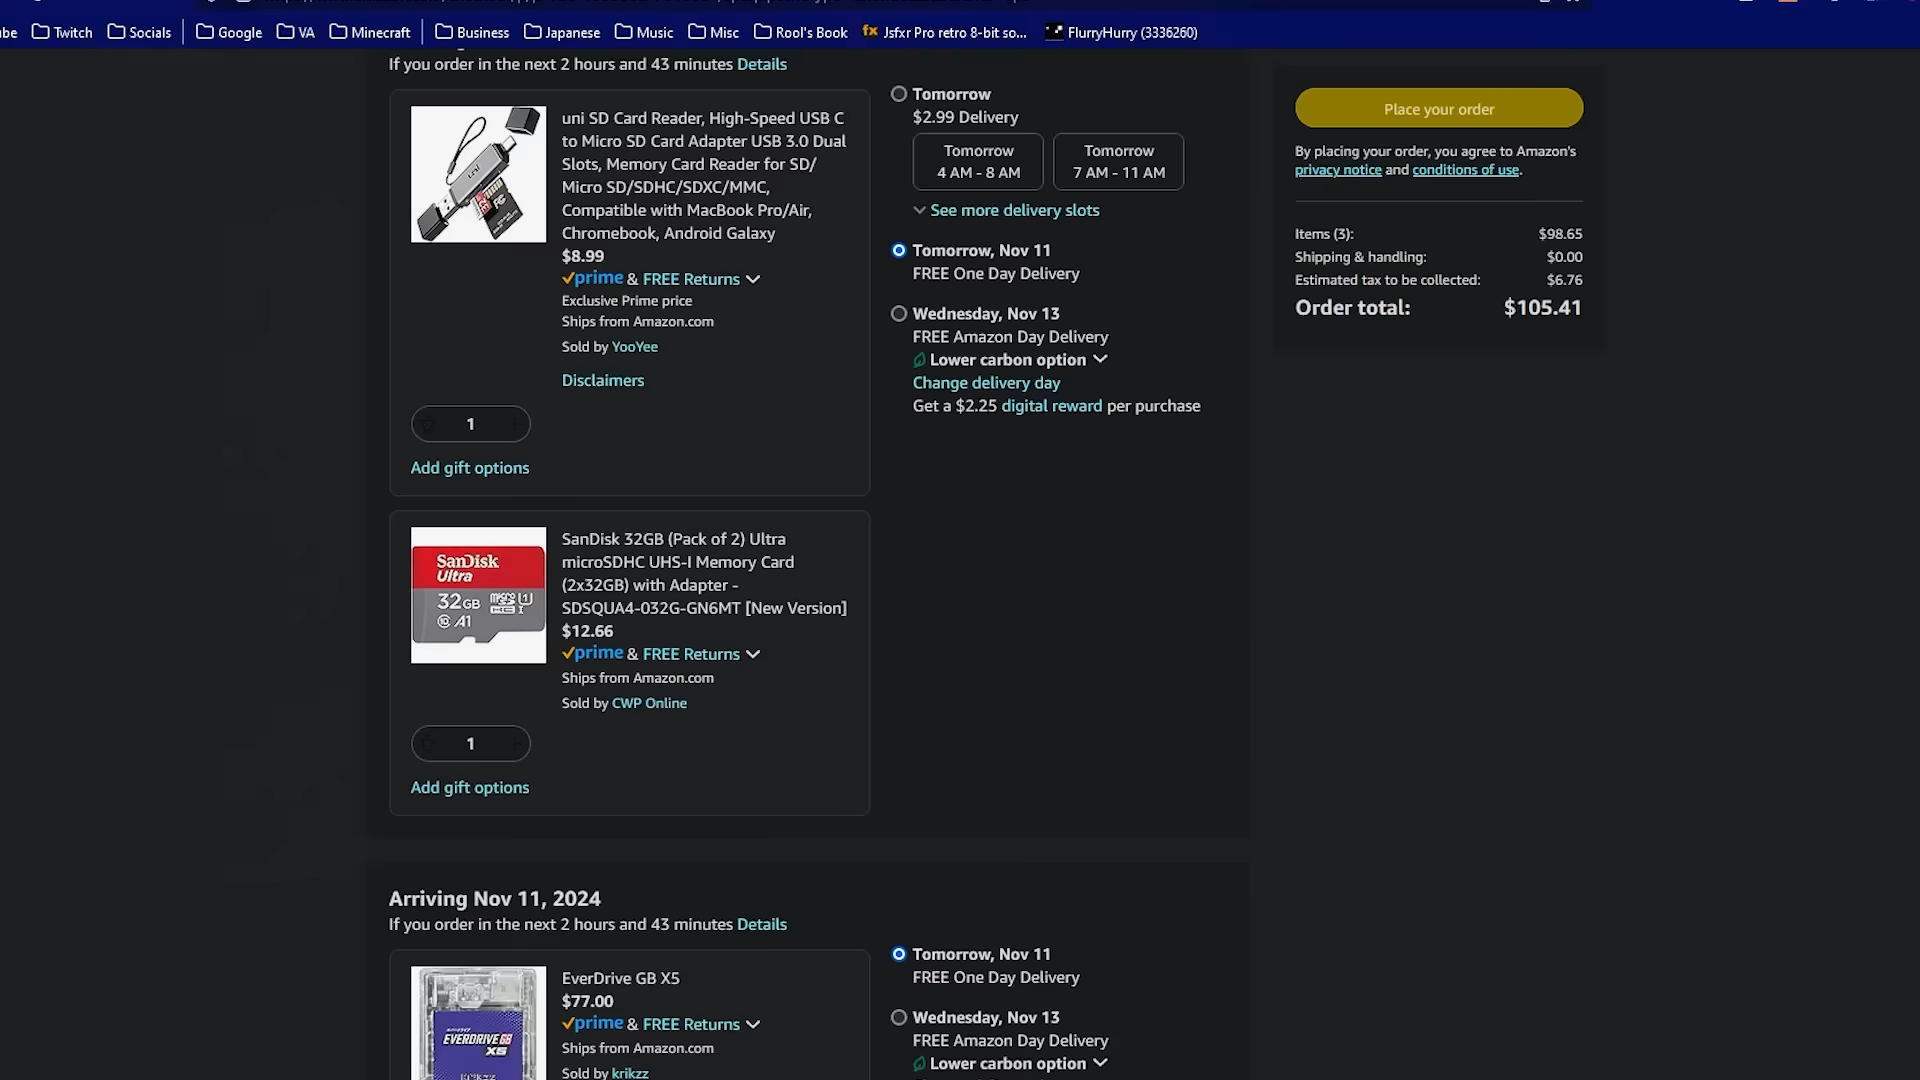 be Twitch Socials Google VA Minecraft Business Japanese Music Misc Rool's Book Jsfxr Pro retro 8-bit so... FlurryHurry (3336260)
If you order in the next 2 hours and 43 minutes Details
uni SD Card Reader, High-Speed USB C
to Micro SD Card Adapter USB 3.0 Dual
Slots, Memory Card Reader for SD/
Micro SD/SDHC/SDXC/MMC,
Compatible with MacBook Pro/Air,
Chromebook, Android Galaxy
$8.99
prime & FREE Returns
Exclusive Prime price
Ships from Amazon.com
Sold by YooYee
Disclaimers
1
Add gift options
Tomorrow
$2.99 Delivery
Tomorrow
4 AM - 8 AM
Tomorrow
7 AM - 11 AM
See more delivery slots
Tomorrow, Nov 11
FREE One Day Delivery
Wednesday, Nov 13
FREE Amazon Day Delivery
Lower carbon option
Change delivery day
Get a $2.25 digital reward per purchase
Place your order
By placing your order, you agree to Amazon's
privacy notice and conditions of use.
Items (3): $98.65
Shipping & handling: $0.00
Estimated tax to be collected: $6.76
Order total: $105.41
SanDisk
Ultra
32GB micro SDHC I U1
10 A1
SanDisk 32GB (Pack of 2) Ultra
microSDHC UHS-I Memory Card
(2x32GB) with Adapter -
SDSQUA4-032G-GN6MT [New Version]
$12.66
prime & FREE Returns
Ships from Amazon.com
Sold by CWP Online
1
Add gift options
Arriving Nov 11, 2024
If you order in the next 2 hours and 43 minutes Details
EVERDRIVE GB
X5
krikzz
EverDrive GB X5
$77.00
prime & FREE Returns
Ships from Amazon.com
Sold by krikzz
Tomorrow, Nov 11
FREE One Day Delivery
Wednesday, Nov 13
FREE Amazon Day Delivery
Lower carbon option